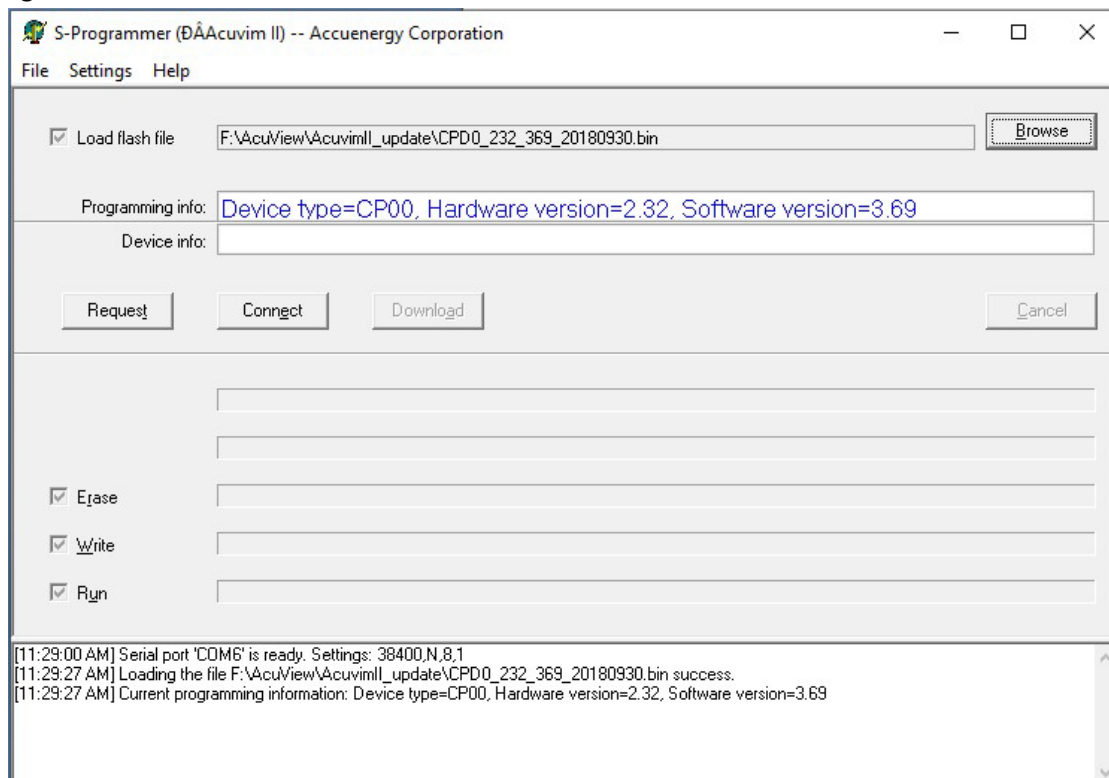 S-Programmer (ÐÂAcuvim II) -- Accuenergy Corporation
File Settings Help
Load flash file F:\AcuView\AcuvimII_update\CPD0_232_369_20180930.bin Browse
Programming info: Device type=CP00, Hardware version=2.32, Software version=3.69
Device info:
Request Connect Download Cancel
Erase
Write
Run
[11:29:00 AM] Serial port 'COM6' is ready. Settings: 38400,N,8,1
[11:29:27 AM] Loading the file F:\AcuView\AcuvimII_update\CPD0_232_369_20180930.bin success.
[11:29:27 AM] Current programming information: Device type=CP00, Hardware version=2.32, Software version=3.69